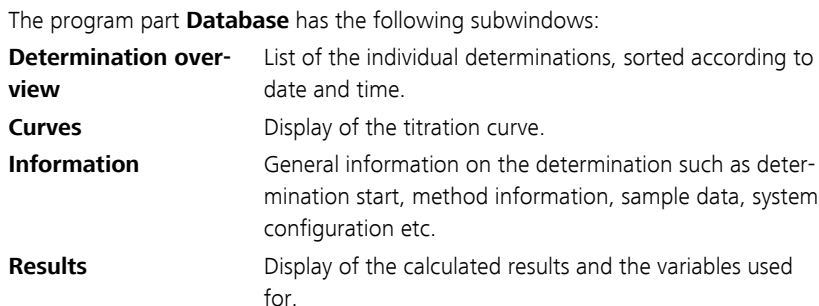 The program part Database has the following subwindows:
Determination over- List of the individual determinations, sorted according to
view date and time.
Curves Display of the titration curve.
Information General information on the determination such as deter-
mination start, method information, sample data, system
configuration etc.
Results Display of the calculated results and the variables used
for.